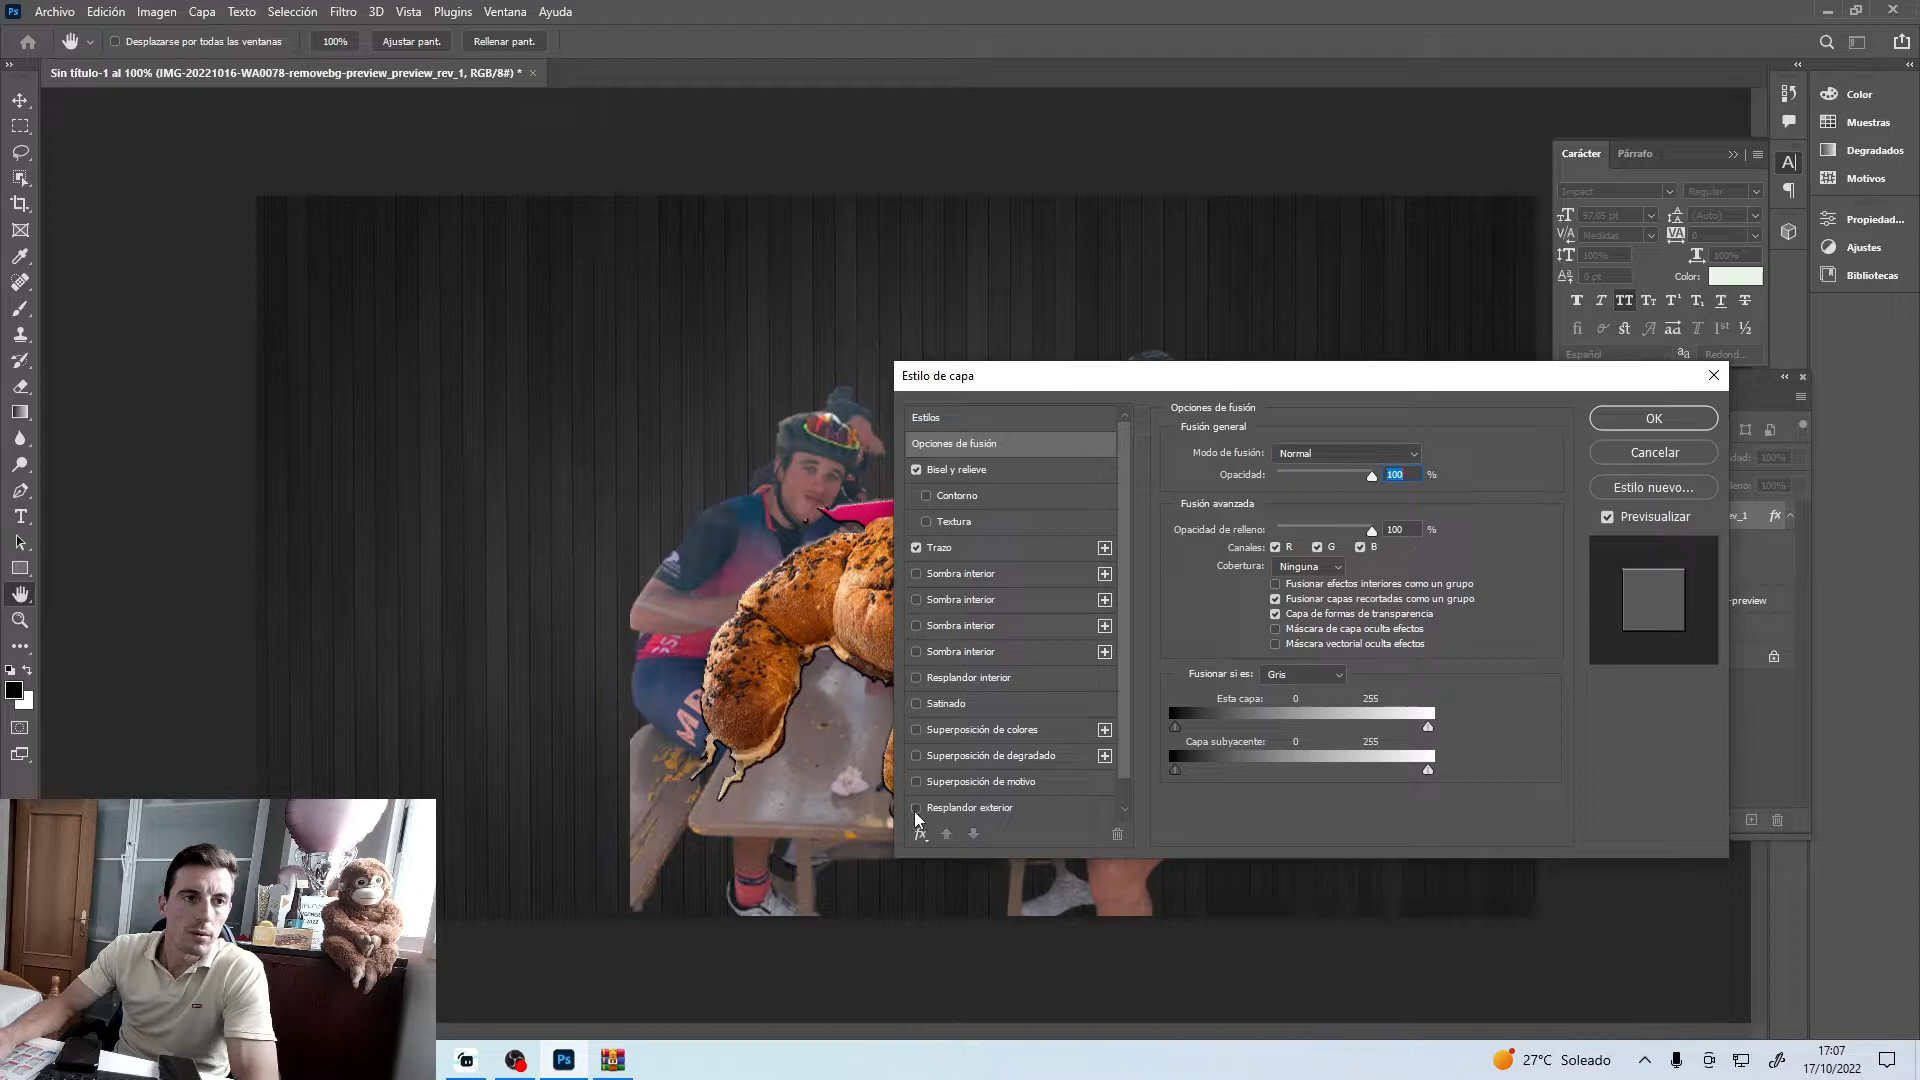 Ps Archivo Edición Imagen Capa Texto Selección Filtro 3D Vista Plugins Ventana Ayuda
Desplazarse por todas las ventanas 100% Ajustar pant. Rellenar pant.
Sin título-1 al 100% (IMG-20221016-WA0078-removebg-preview_preview_rev_1, RGB/8#) * ×
Color
Muestras
Degradados
Motivos
Propiedad...
Ajustes
Bibliotecas
Carácter Párrafo
Impact Regular
97,05 pt (Auto)
Medidas 0
100% 100%
0 pt Color:
Español Redond...
Estilo de capa
Estilos
Opciones de fusión
Bisel y relieve
Contorno
Textura
Trazo
Sombra interior
Sombra interior
Sombra interior
Sombra interior
Resplandor interior
Satinado
Superposición de colores
Superposición de degradado
Superposición de motivo
Resplandor exterior
fx
Opciones de fusión
Fusión general
Modo de fusión: Normal
Opacidad: 100 %
Fusión avanzada
Opacidad de relleno: 100 %
Canales: R G B
Cobertura: Ninguna
Fusionar efectos interiores como un grupo
Fusionar capas recortadas como un grupo
Capa de formas de transparencia
Máscara de capa oculta efectos
Máscara vectorial oculta efectos
Fusionar si es: Gris
Esta capa: 0 255
Capa subyacente: 0 255
OK
Cancelar
Estilo nuevo...
Previsualizar
idad: 100%
leno: 100%
ev_1 fx
-preview
2022
Ps
27°C Soleado
17:07
17/10/2022